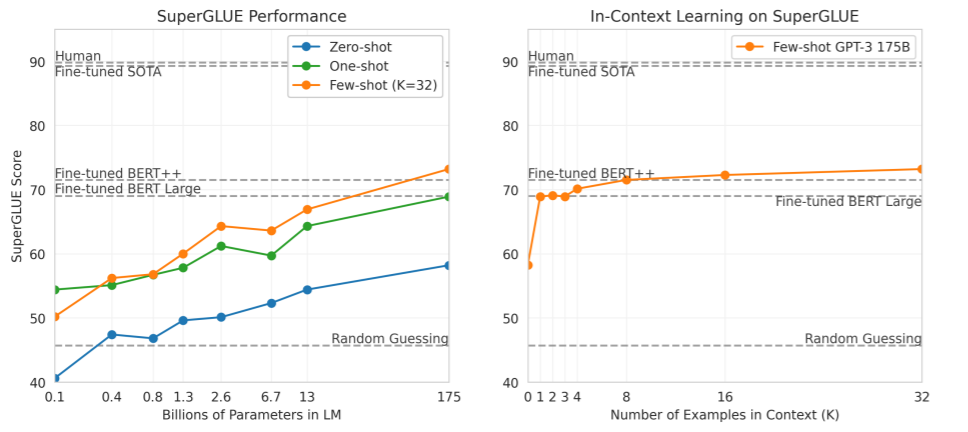 SuperGLUE Performance
Human
Fine-tuned SOTA
Zero-shot
One-shot
Few-shot (K=32)
Fine-tuned BERT++
Fine-tuned BERT Large
Random Guessing
90
80
70
60
50
40
SuperGLUE Score
0.1 0.4 0.8 1.3 2.6 6.7 13 175
Billions of Parameters in LM
In-Context Learning on SuperGLUE
Human
Fine-tuned SOTA
Few-shot GPT-3 175B
Fine-tuned BERT++
Fine-tuned BERT Large
Random Guessing
90
80
70
60
50
40
0 1 2 3 4 8 16 32
Number of Examples in Context (K)